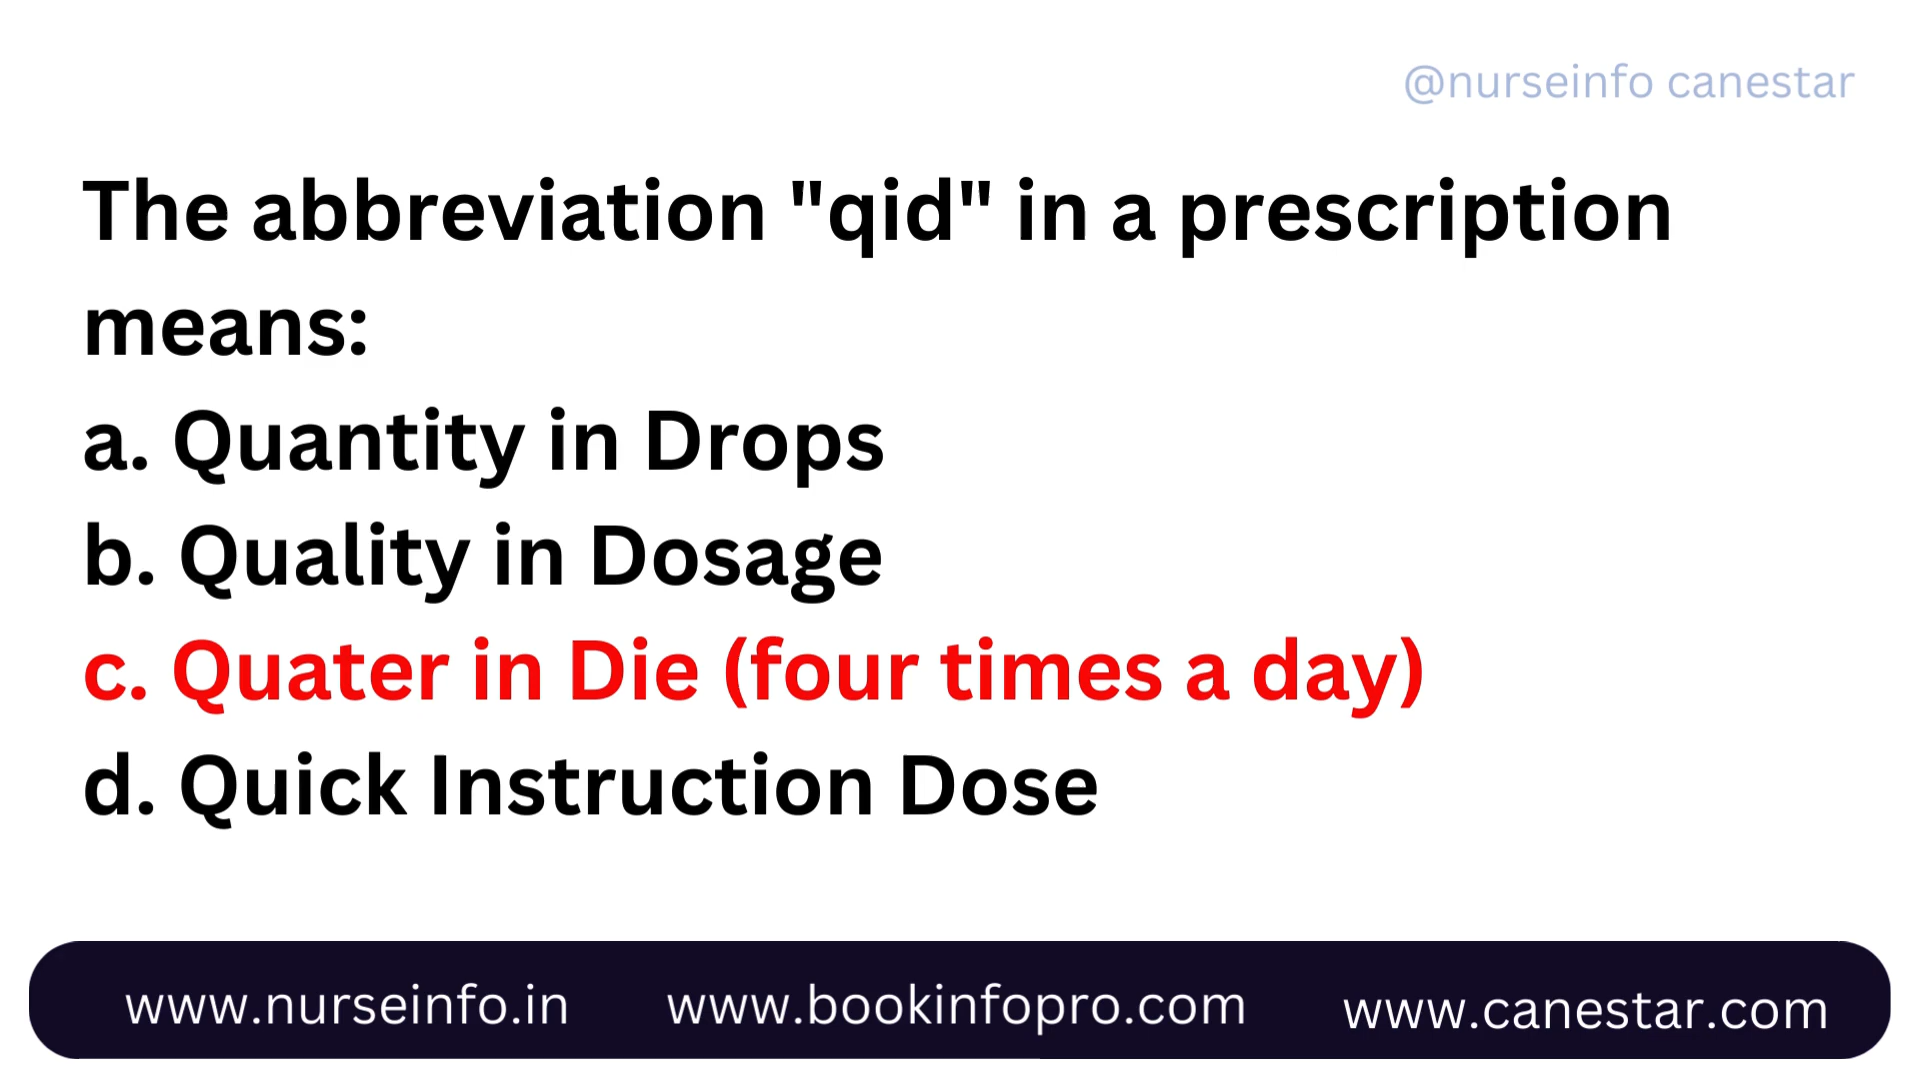 @nurseinfo canestar
The abbreviation "qid" in a prescription
means:
a. Quantity in Drops
b. Quality in Dosage
c. Quater in Die (four times a day)
d. Quick Instruction Dose
www.nurseinfo.in www.bookinfopro.com www.canestar.com